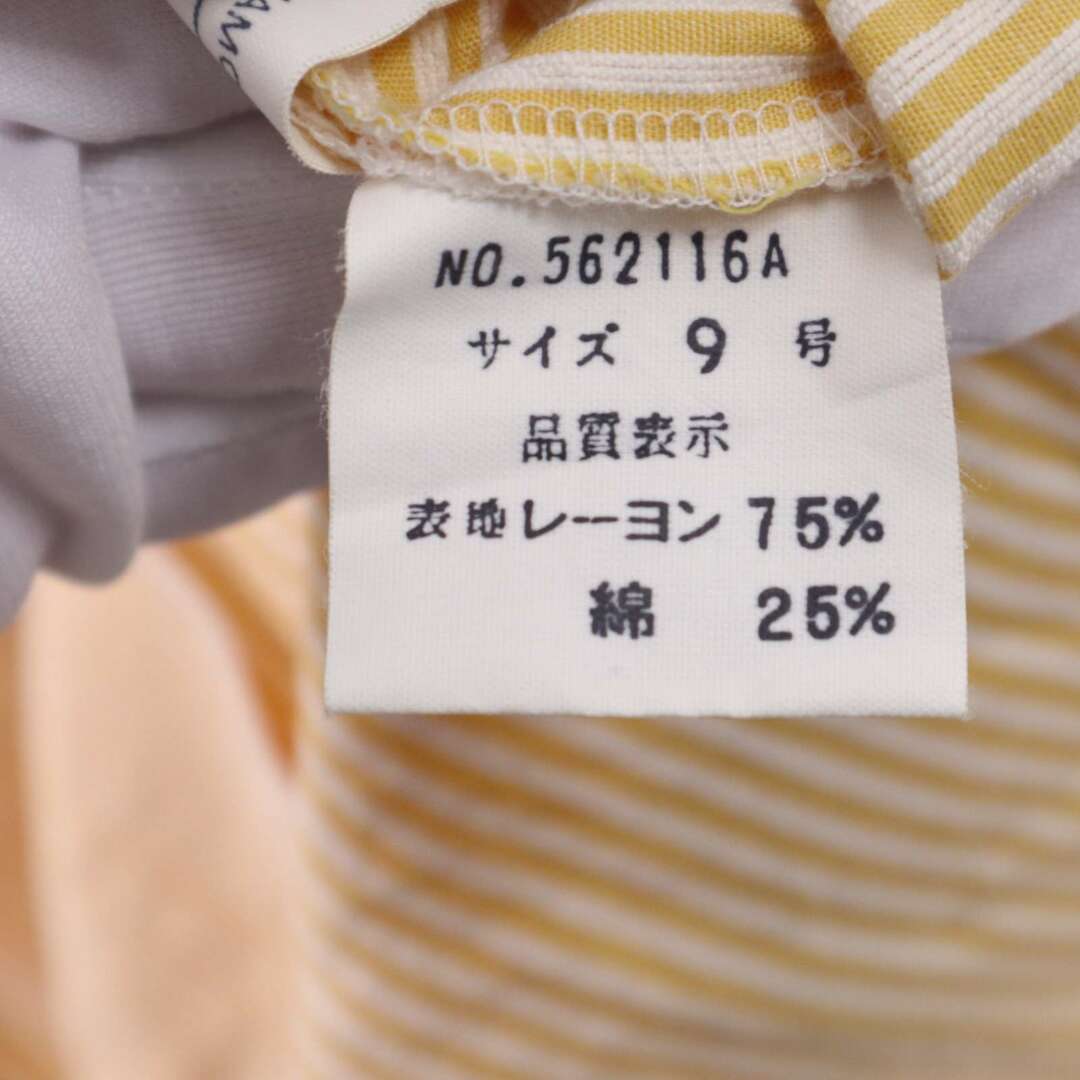 NO.562116A
サイズ 9 号
品質表示
表地レーヨン 75%
綿 25%